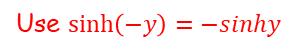 Use sinh(−y) = −sinhy